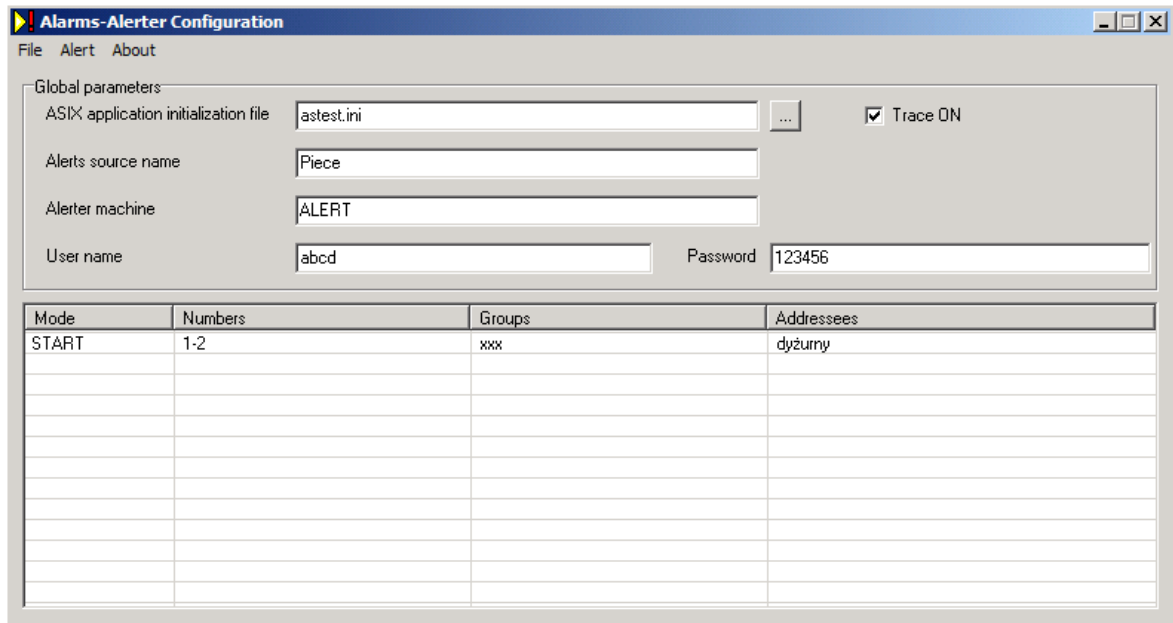 Alarms-Alerter Configuration
File Alert About
Global parameters
ASIX application initialization file astest.ini ... Trace ON
Alerts source name Piece
Alerter machine ALERT
User name abcd Password 123456
Mode Numbers Groups Addressees
START 1-2 xxx dyżurny